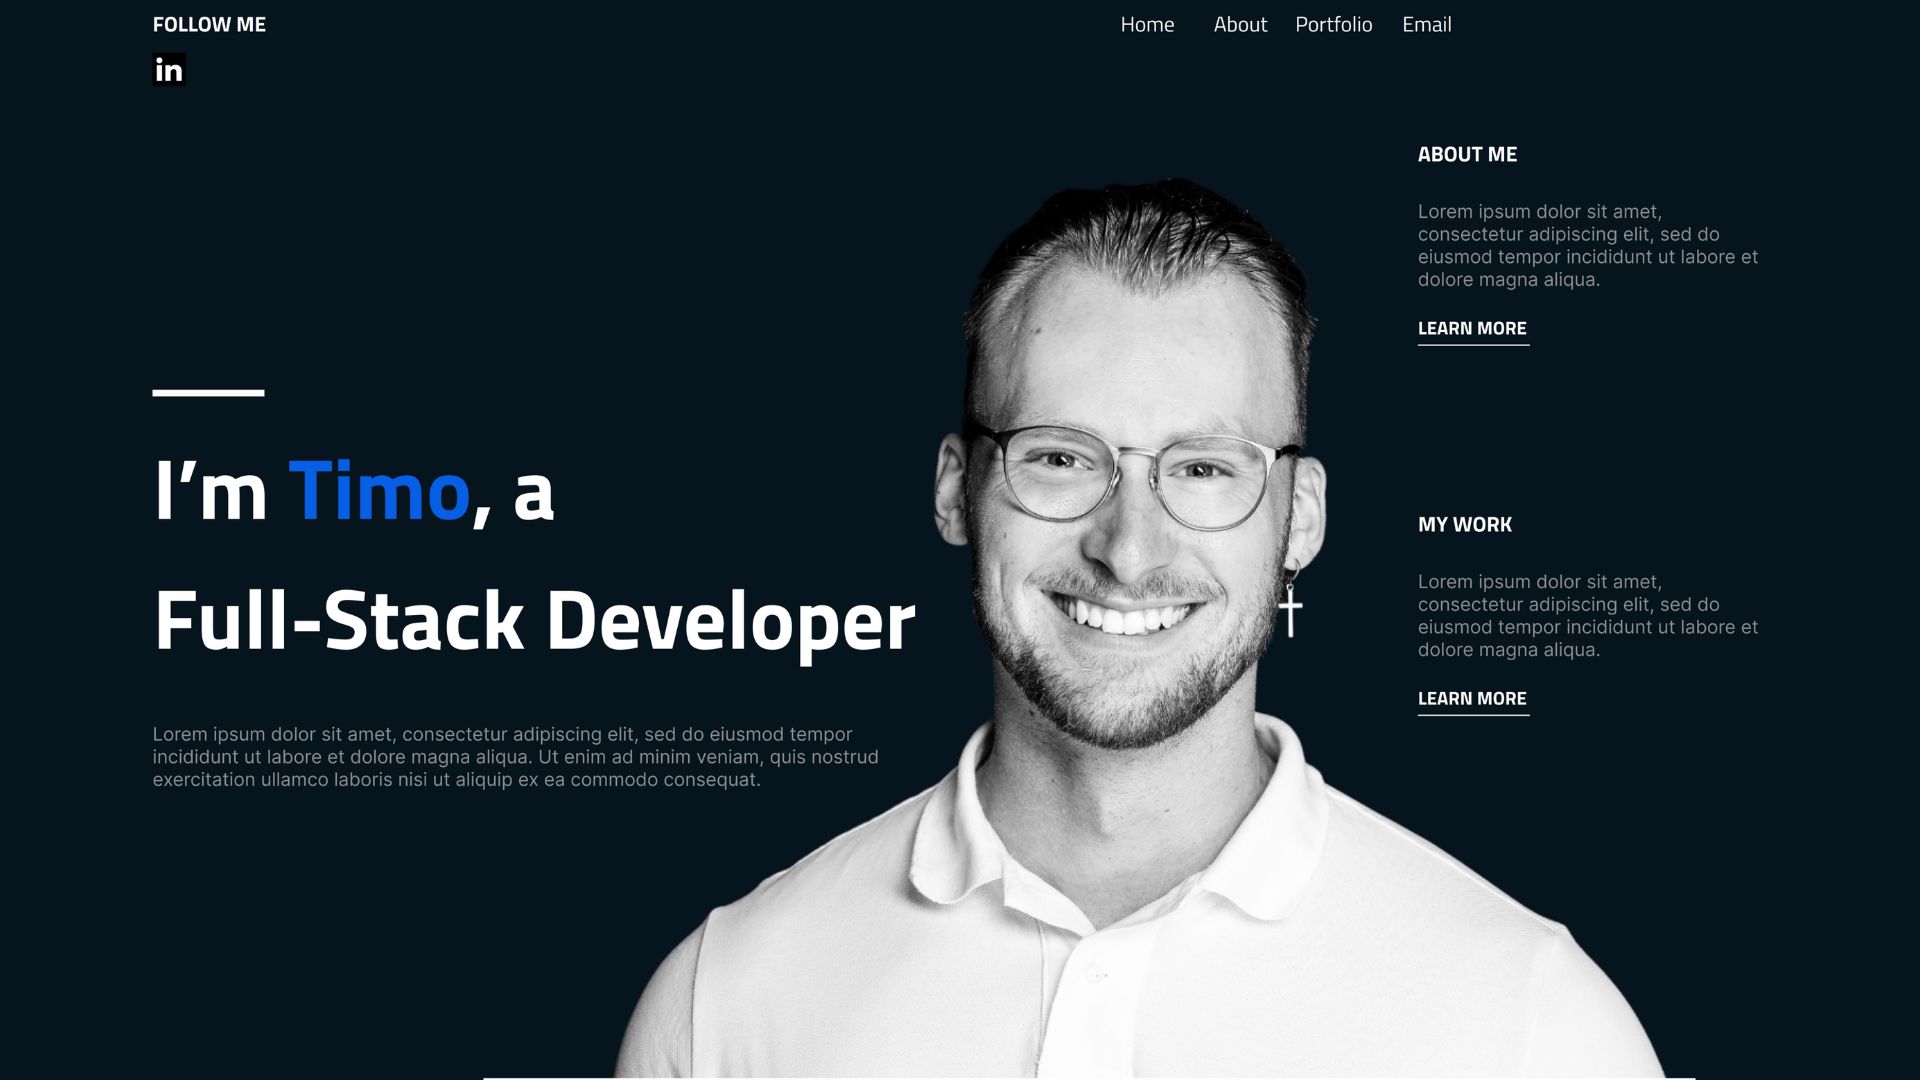 FOLLOW ME
Home About Portfolio Email
in
ABOUT ME
Lorem ipsum dolor sit amet,
consectetur adipiscing elit, sed do
eiusmod tempor incididunt ut labore et
dolore magna aliqua.
LEARN MORE
I’m Timo, a
Full-Stack Developer
Lorem ipsum dolor sit amet, consectetur adipiscing elit, sed do eiusmod tempor
incididunt ut labore et dolore magna aliqua. Ut enim ad minim veniam, quis nostrud
exercitation ullamco laboris nisi ut aliquip ex ea commodo consequat.
MY WORK
Lorem ipsum dolor sit amet,
consectetur adipiscing elit, sed do
eiusmod tempor incididunt ut labore et
dolore magna aliqua.
LEARN MORE